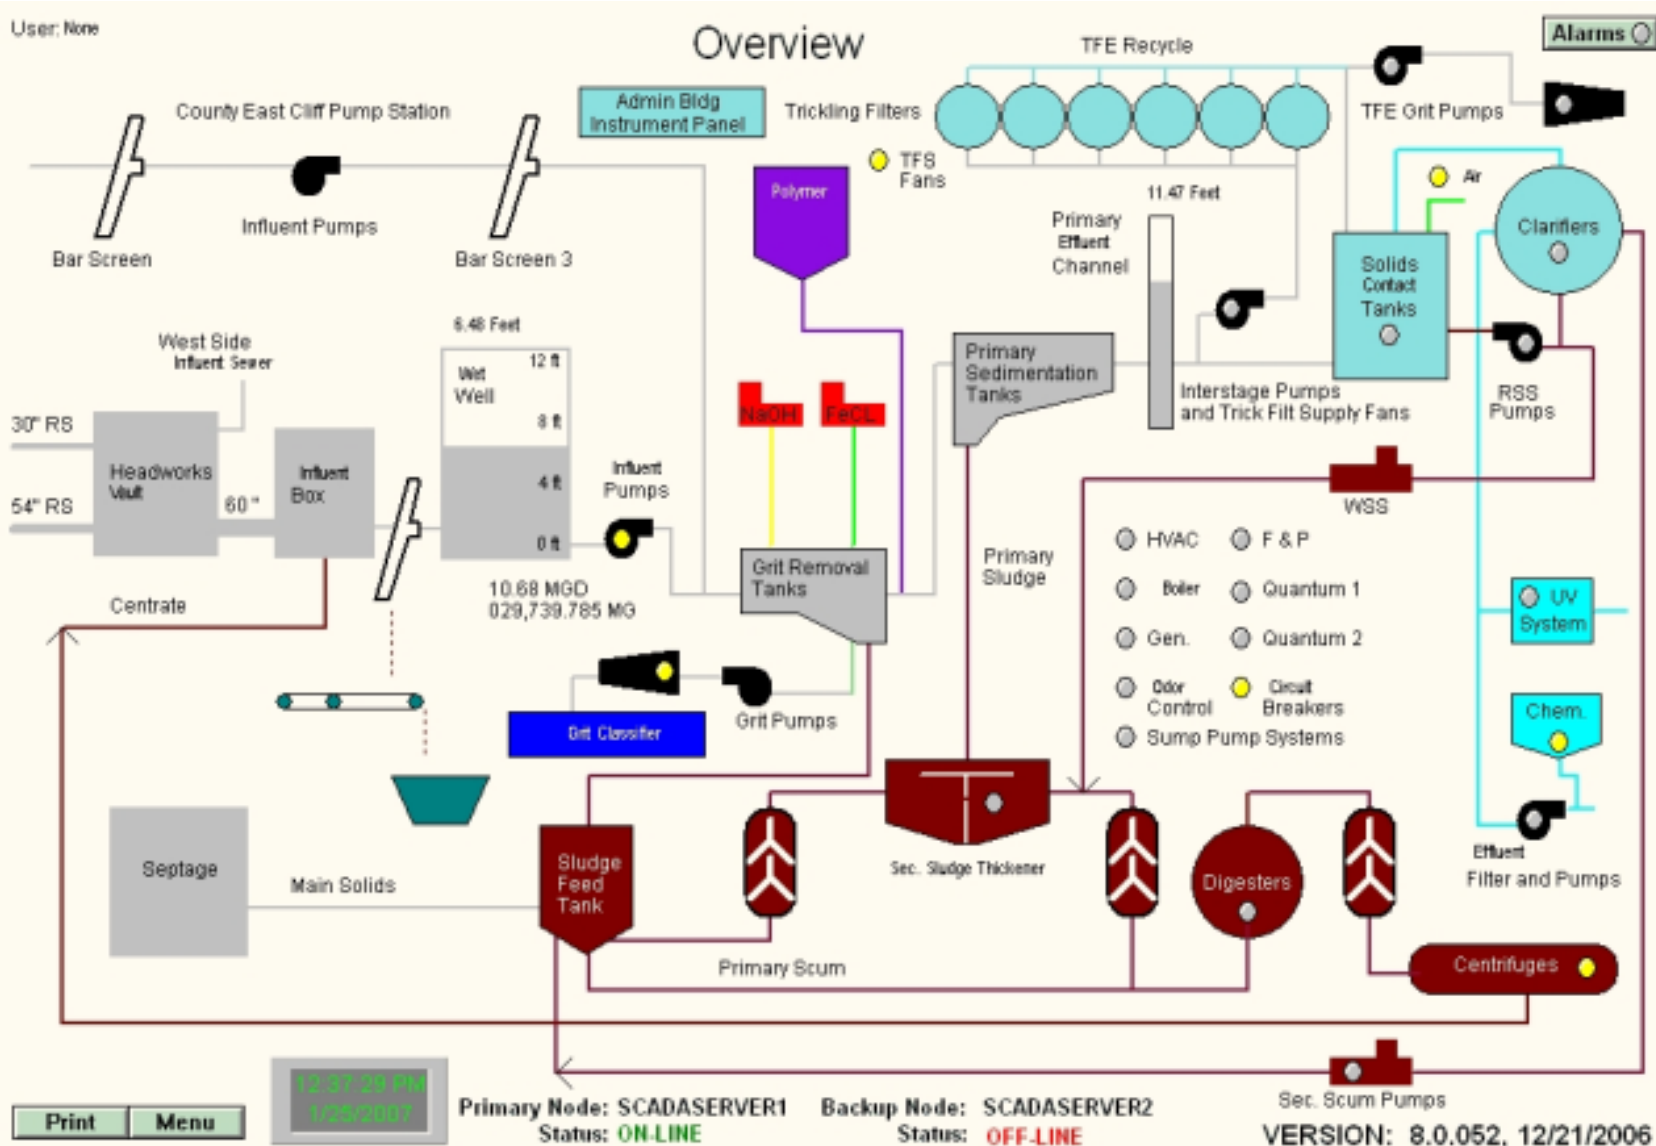 User: None
Overview
Alarms
TFE Recycle
County East Cliff Pump Station
Admin Bldg
Instrument Panel
Trickling Filters
TFE Grit Pumps
TFS
Fans
Air
Polymer
11.47 Feet
Primary
Effluent
Channel
Influent Pumps
Clarifiers
Bar Screen
Bar Screen 3
Solids
Contact
Tanks
6.48 Feet
West Side
Influent Sewer
Wet
Well
12 ft
8 ft
4 ft
0 ft
Primary
Sedimentation
Tanks
Interstage Pumps
and Trick Filt Supply Fans
RSS
Pumps
NaOH
FeCL
30" RS
54" RS
Headworks
Vault
60 "
Influent
Box
Influent
Pumps
WSS
HVAC
F & P
Boiler
Quantum 1
Gen.
Quantum 2
Odor
Control
Circuit
Breakers
Sump Pump Systems
Primary
Sludge
Grit Removal
Tanks
10.68 MGD
029,739.785 MG
Centrate
UV
System
Chem.
Grit Pumps
Grit Classifier
Septage
Main Solids
Sludge
Feed
Tank
Sec. Sludge Thickener
Digesters
Effluent
Filter and Pumps
Primary Scum
Centrifuges
12:37:29 PM
1/25/2007
Print
Menu
Primary Node: SCADASERVER1
Status: ON-LINE
Backup Node: SCADASERVER2
Status: OFF-LINE
Sec. Scum Pumps
VERSION: 8.0.052, 12/21/2006